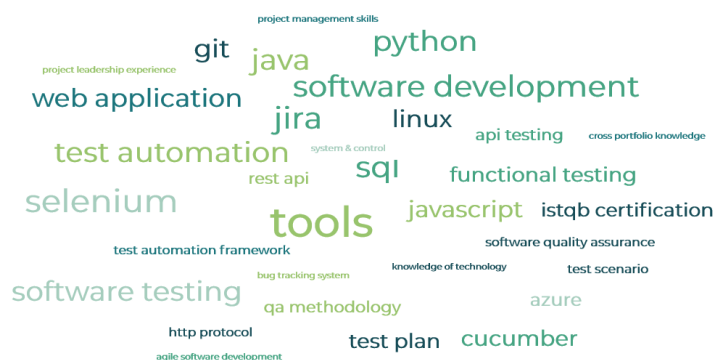 project management skills
python
git
java
project leadership experience
software development
web application
jira
linux
api testing
cross portfolio knowledge
test automation
system & control
sql
rest api
functional testing
selenium
javascript
istqb certification
tools
software quality assurance
test automation framework
knowledge of technology
test scenario
bug tracking system
software testing
azure
qa methodology
http protocol
test plan
cucumber
agile software development